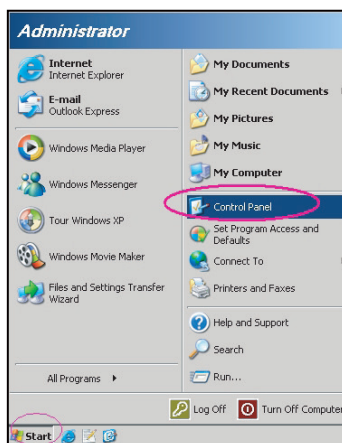 Administrator
Internet
Internet Explorer
E-mail
Outlook Express
Windows Media Player
Windows Messenger
Tour Windows XP
Windows Movie Maker
Files and Settings Transfer
Wizard
All Programs
My Documents
My Recent Documents
My Pictures
My Music
My Computer
Control Panel
Set Program Access and
Defaults
Connect To
Printers and Faxes
Help and Support
Search
Run...
Log Off
Turn Off Computer
Start